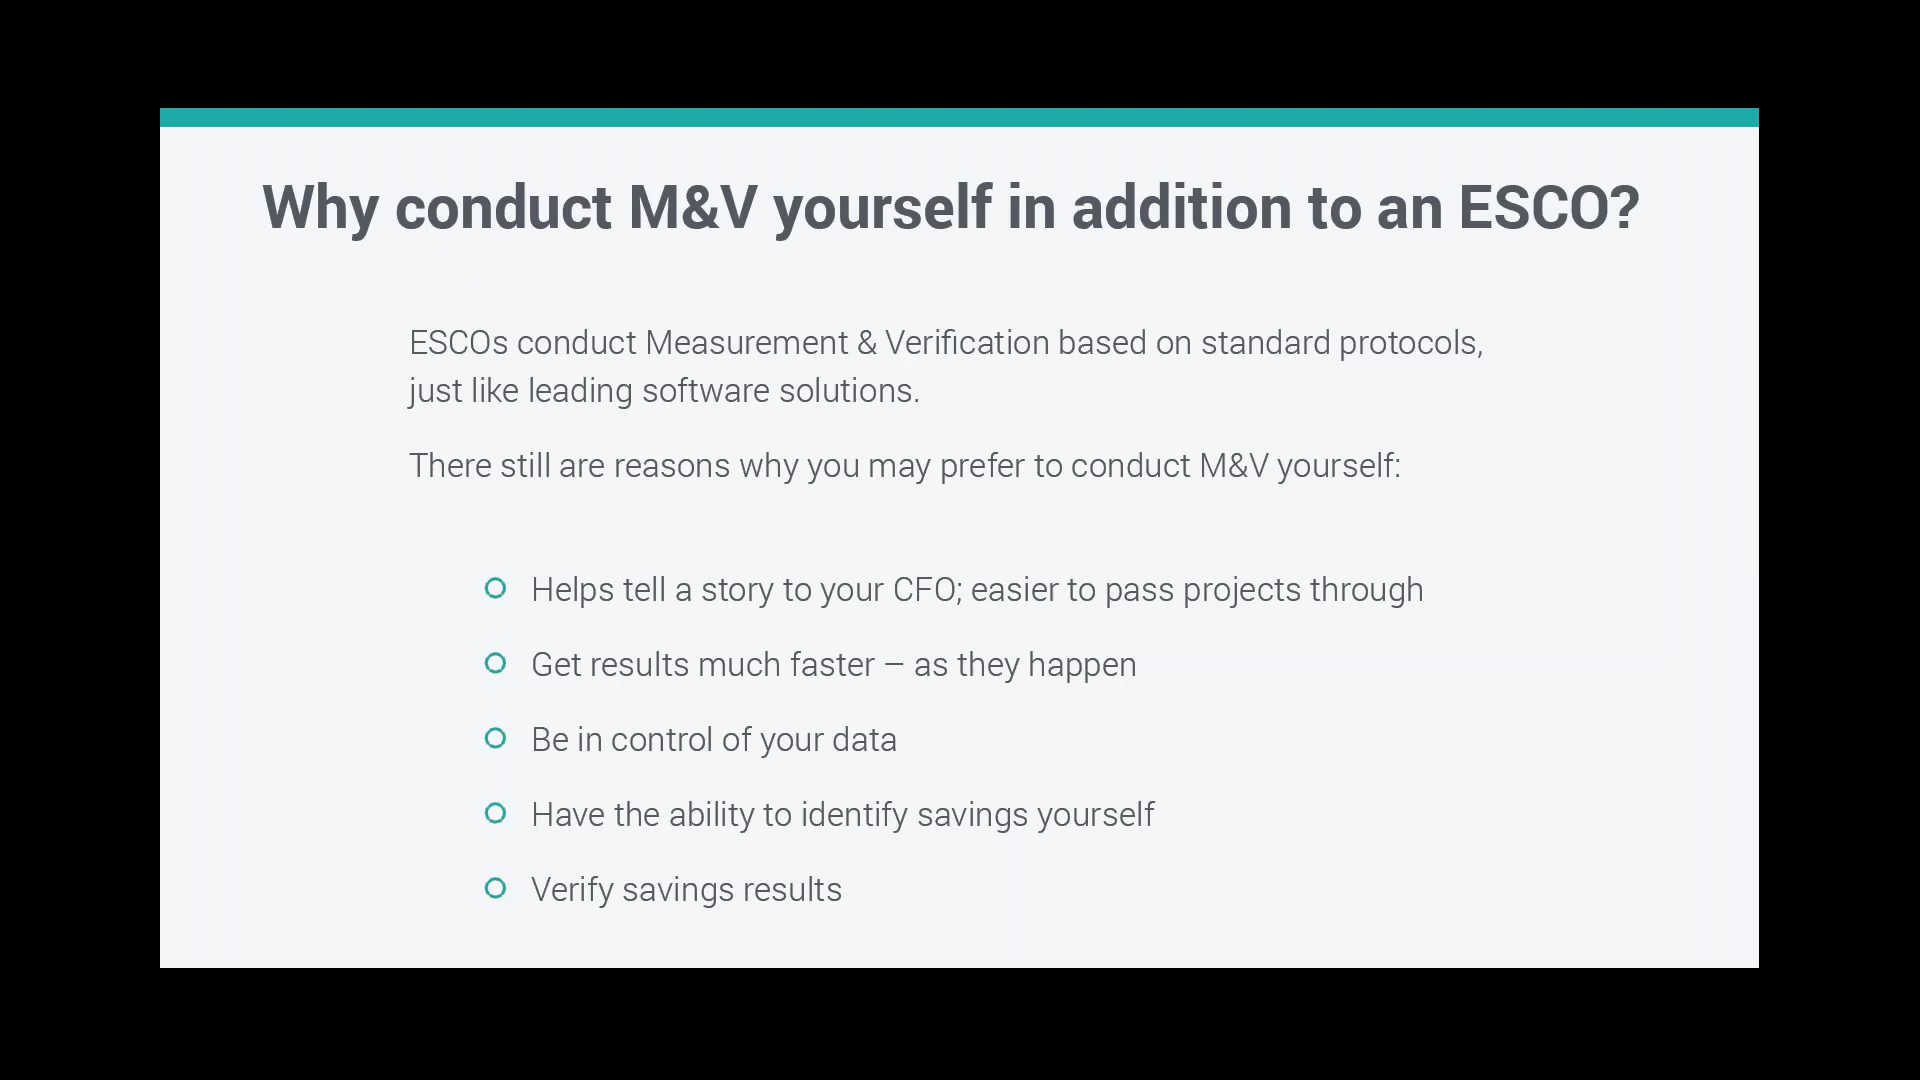 Why conduct M&V yourself in addition to an ESCO?
ESCOs conduct Measurement & Verification based on standard protocols,
just like leading software solutions.
There still are reasons why you may prefer to conduct M&V yourself:
Helps tell a story to your CFO; easier to pass projects through
Get results much faster – as they happen
Be in control of your data
Have the ability to identify savings yourself
Verify savings results